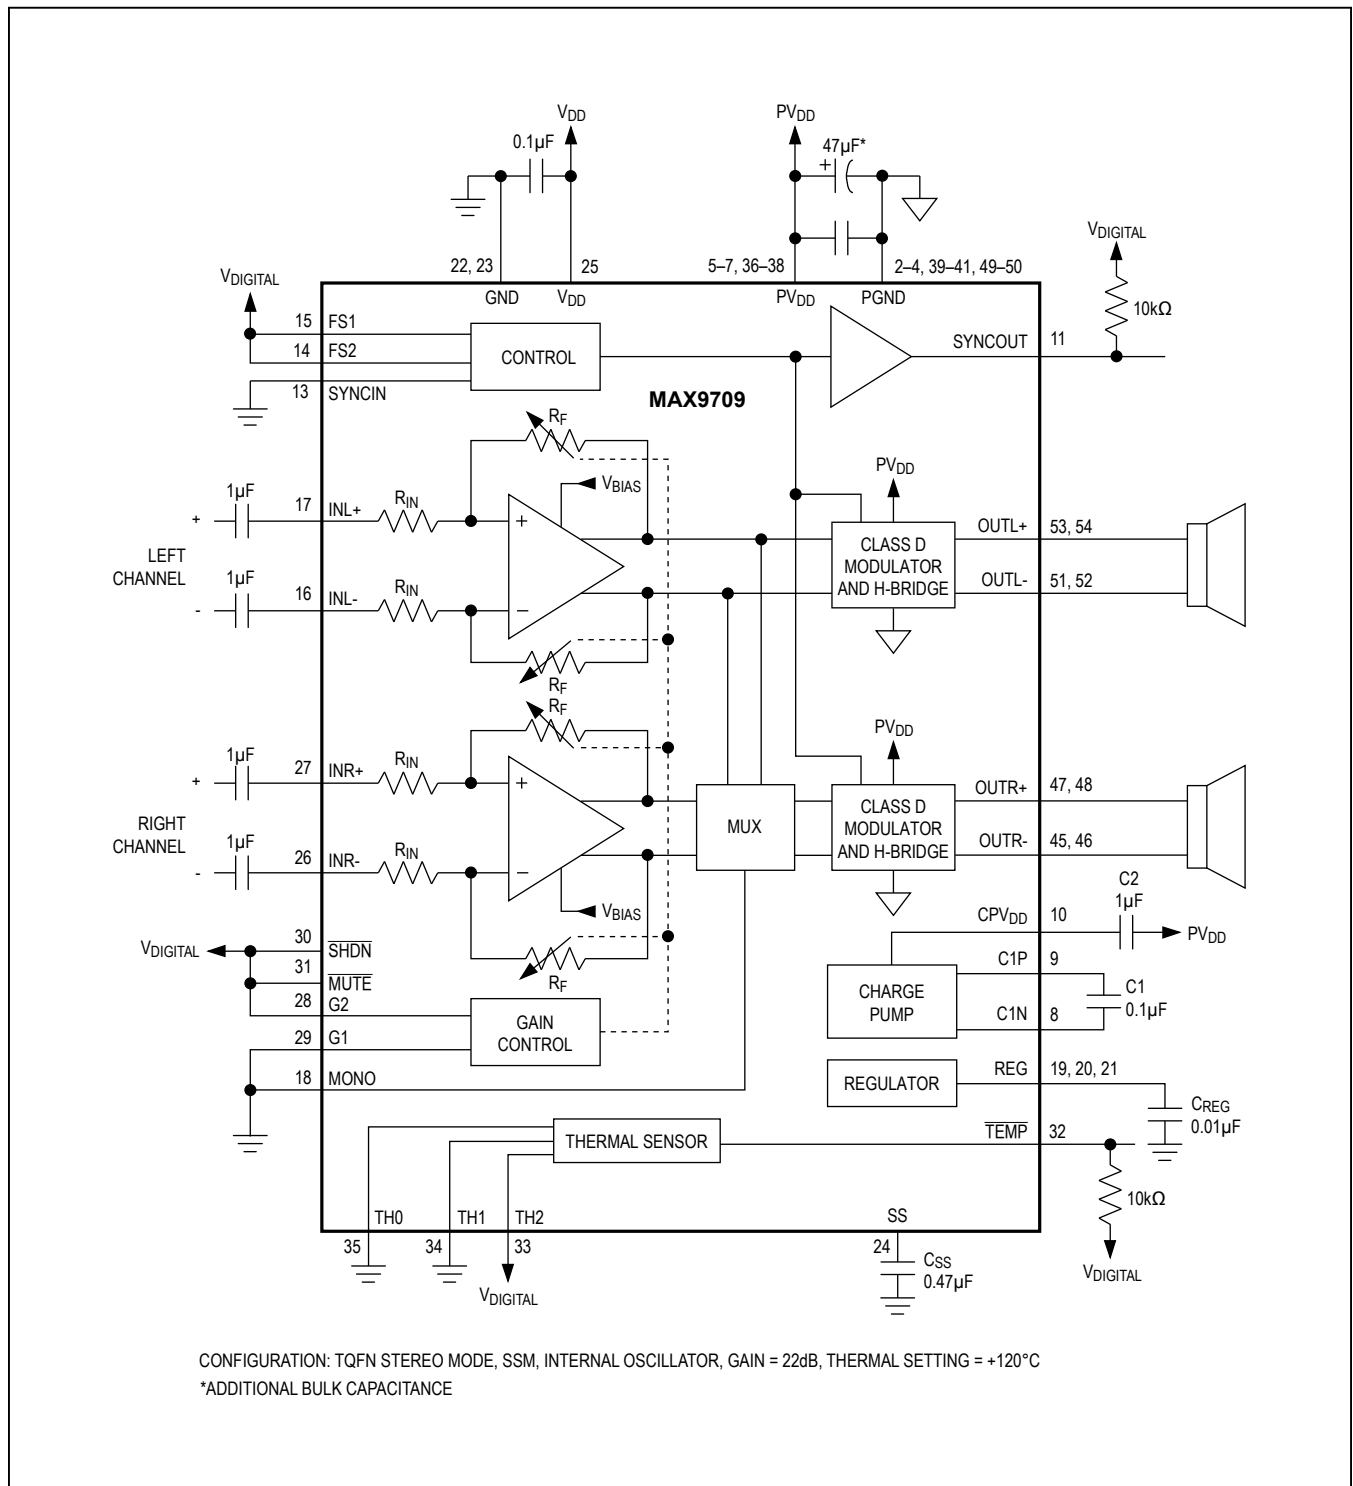 VDD
PVDD
0.1µF
47µF*
+
VDIGITAL
22, 23
25
5–7, 36–38
2–4, 39–41, 49–50
VDIGITAL
GND
VDD
PVDD
PGND
10kΩ
15
FS1
14
FS2
13
SYNCIN
CONTROL
SYNCOUT
11
MAX9709
RF
VBIAS
PVDD
1µF
17
INL+
RIN
+
+
LEFT
CHANNEL
1µF
16
INL-
RIN
-
−
CLASS D
MODULATOR
AND H-BRIDGE
OUTL+
53, 54
OUTL-
51, 52
RF
RF
PVDD
1µF
27
INR+
RIN
+
+
RIGHT
CHANNEL
1µF
26
INR-
RIN
-
−
MUX
CLASS D
MODULATOR
AND H-BRIDGE
OUTR+
47, 48
OUTR-
45, 46
VBIAS
RF
C2
1µF
CPVDD
10
PVDD
VDIGITAL
30
SHDN
31
MUTE
28
G2
29
G1
18
MONO
GAIN
CONTROL
CHARGE
PUMP
C1P
9
C1N
8
C1
0.1µF
REGULATOR
REG
19, 20, 21
CREG
0.01µF
THERMAL SENSOR
TEMP
32
10kΩ
VDIGITAL
TH0
TH1
TH2
SS
35
34
33
24
VDIGITAL
CSS
0.47µF
CONFIGURATION: TQFN STEREO MODE, SSM, INTERNAL OSCILLATOR, GAIN = 22dB, THERMAL SETTING = +120°C
*ADDITIONAL BULK CAPACITANCE